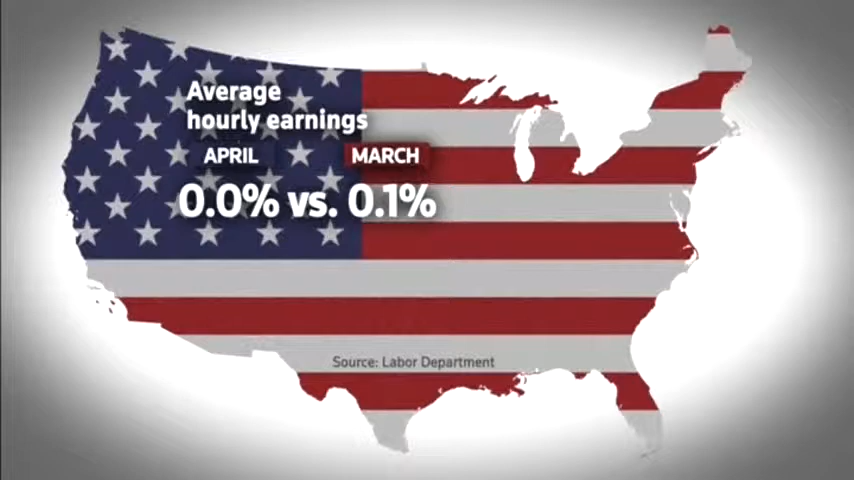 Average
hourly earnings
APRIL MARCH
0.0% vs. 0.1%
Source: Labor Department